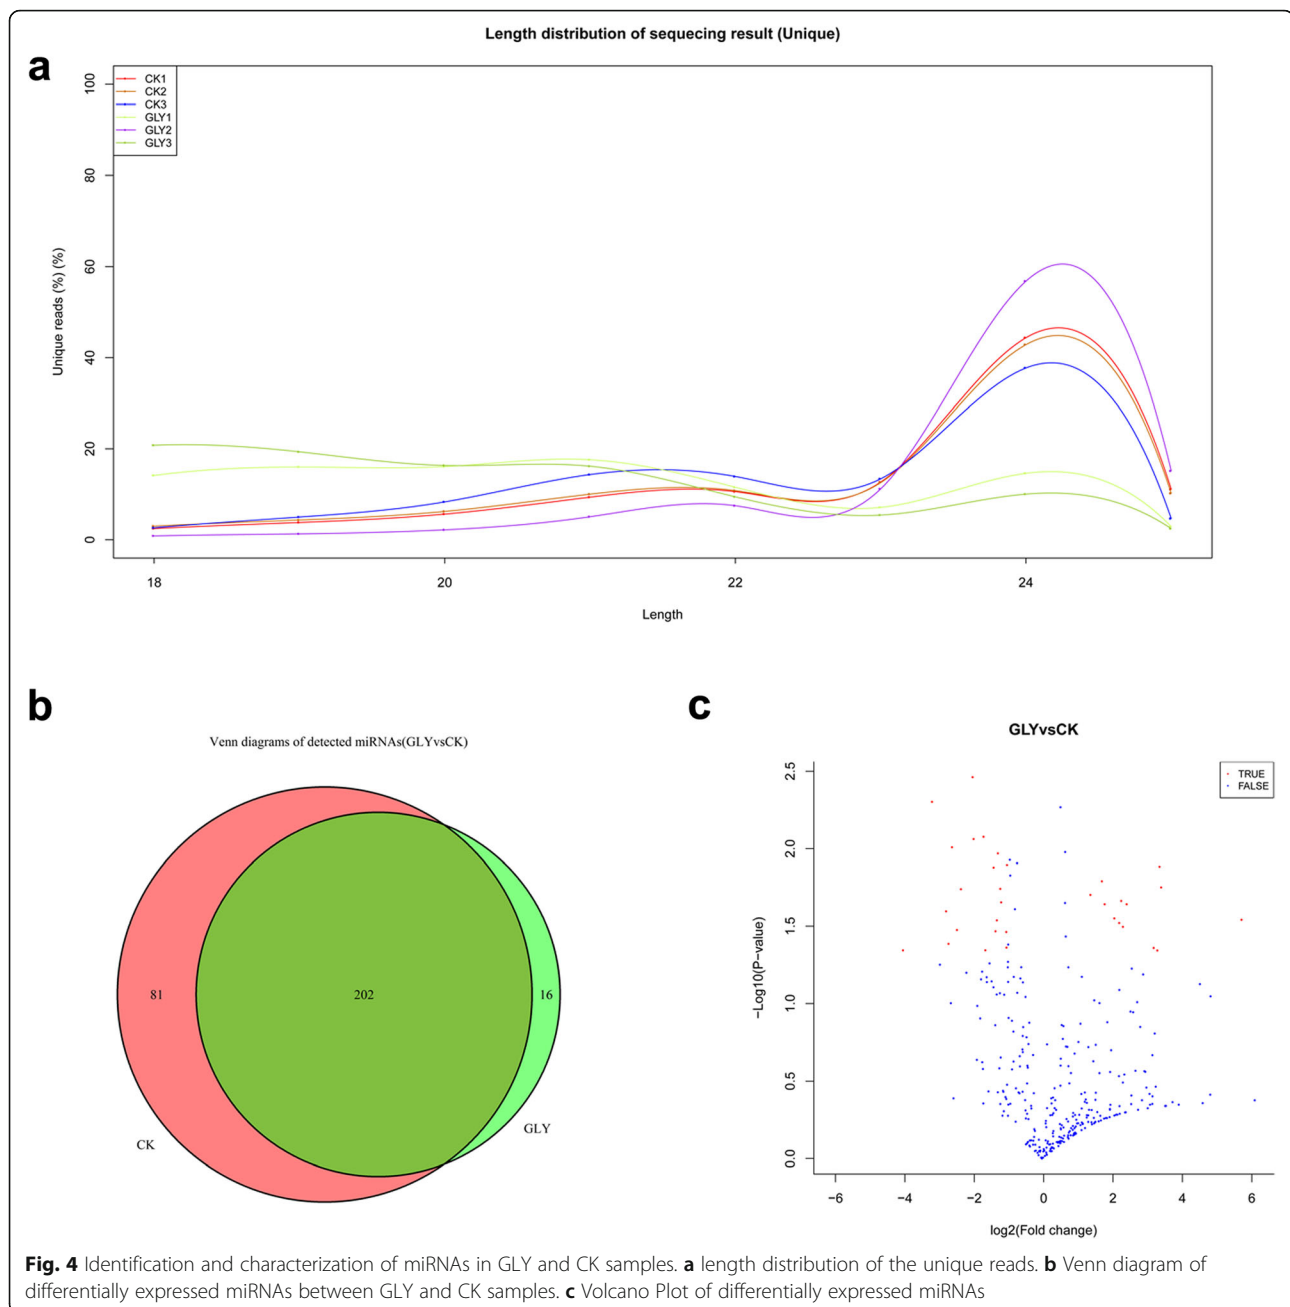 Length distribution of sequecing result (Unique)
a
CK1
CK2
CK3
GLY1
GLY2
GLY3
100
80
60
40
20
0
Unique reads (%) (%)
18 20 22 24
Length
b
Venn diagrams of detected miRNAs(GLYvsCK)
81 202 16
CK
GLY
c
GLYvsCK
TRUE
FALSE
2.5
2.0
1.5
1.0
0.5
0.0
−Log10(P−value)
−6 −4 −2 0 2 4 6
log2(Fold change)
Fig. 4 Identification and characterization of miRNAs in GLY and CK samples. a length distribution of the unique reads. b Venn diagram of
differentially expressed miRNAs between GLY and CK samples. c Volcano Plot of differentially expressed miRNAs